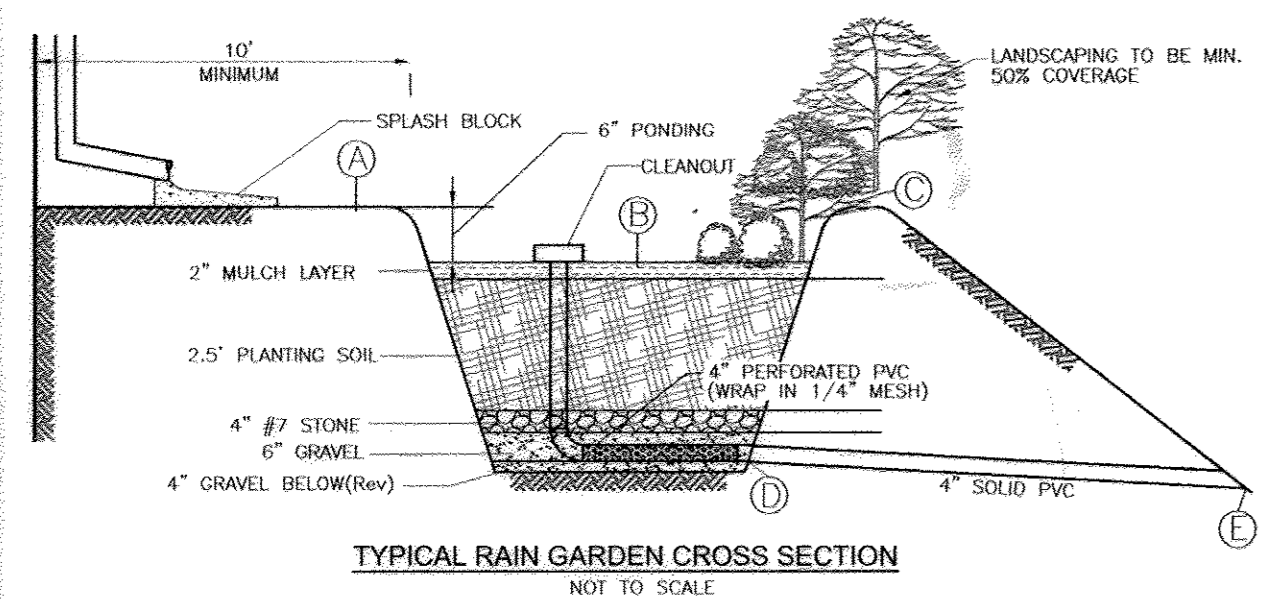 10'
MINIMUM
LANDSCAPING TO BE MIN.
50% COVERAGE
SPLASH BLOCK
6" PONDING
A
CLEANOUT
C
B
2" MULCH LAYER
2.5' PLANTING SOIL
4" PERFORATED PVC
(WRAP IN 1/4" MESH)
4" #7 STONE
6" GRAVEL
4" GRAVEL BELOW(Rev)
D
4" SOLID PVC
E
TYPICAL RAIN GARDEN CROSS SECTION
NOT TO SCALE